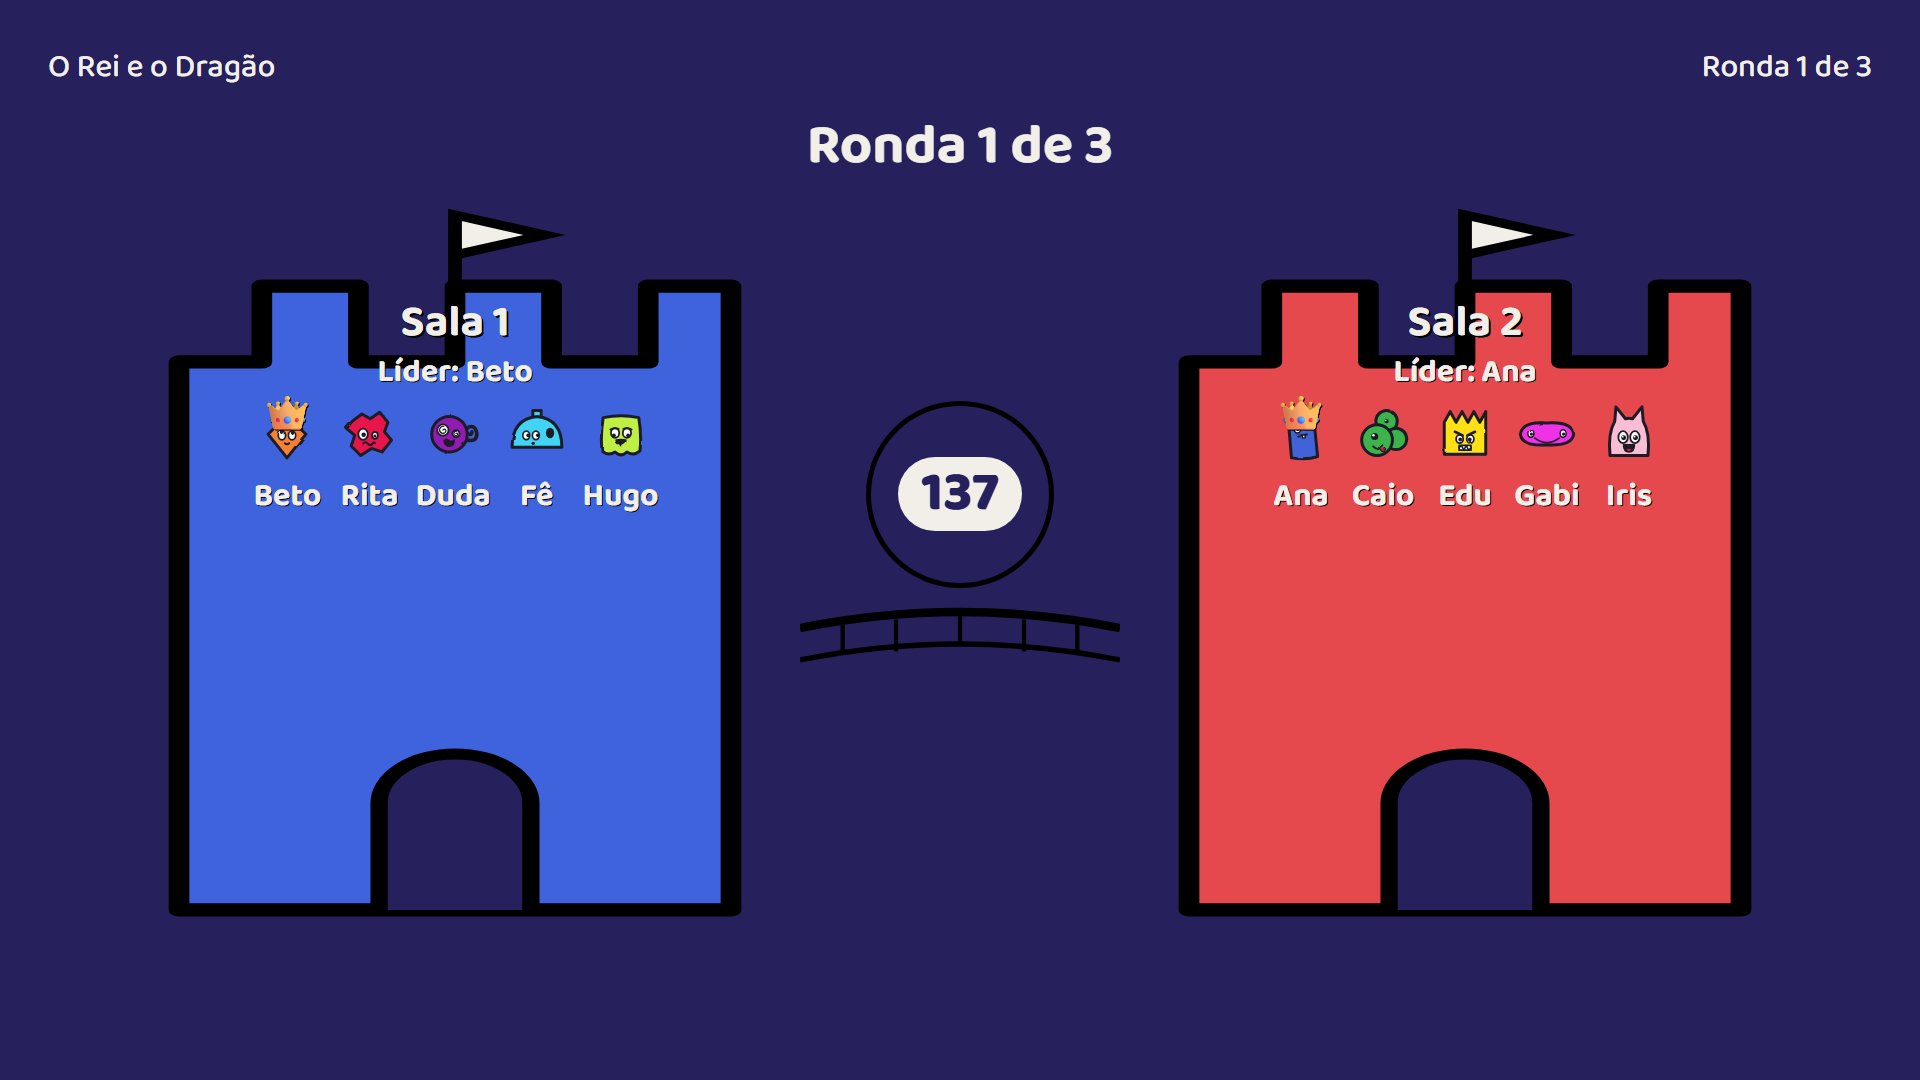 O Rei e o Dragão
Ronda 1 de 3
Ronda 1 de 3
Sala 1
Líder: Beto
Beto Rita Duda Fê Hugo
137
Sala 2
Líder: Ana
Ana Caio Edu Gabi Iris